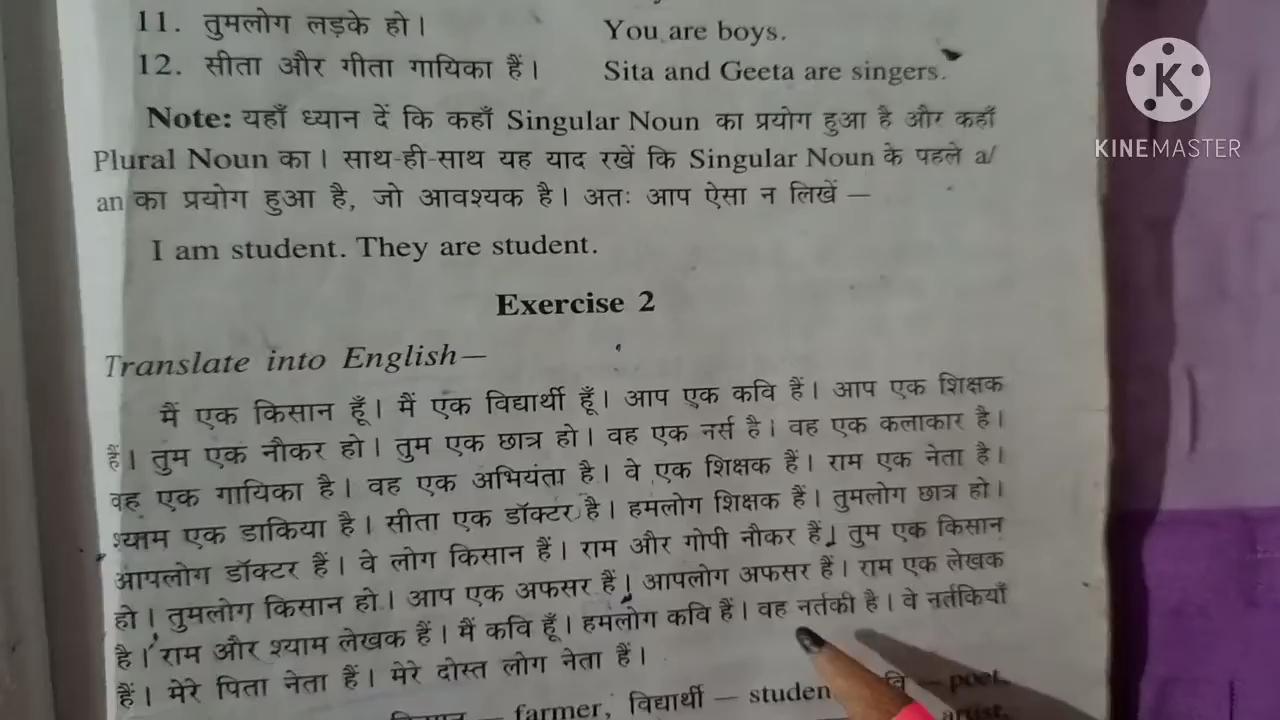 11. तुमलोग लड़के हो। You are boys.
12. सीता और गीता गायिका हैं। Sita and Geeta are singers.
Note: यहाँ ध्यान दें कि कहाँ Singular Noun का प्रयोग हुआ है और कहाँ
Plural Noun का। साथ-ही-साथ यह याद रखें कि Singular Noun के पहले a/
an का प्रयोग हुआ है, जो आवश्यक है। अतः आप ऐसा न लिखें —
I am student. They are student.
Exercise 2
Translate into English—
मैं एक किसान हूँ। मैं एक विद्यार्थी हूँ। आप एक कवि हैं। आप एक शिक्षक
हैं। तुम एक नौकर हो। तुम एक छात्र हो। वह एक नर्स है। वह एक कलाकार है।
वह एक गायिका है। वह एक अभियंता है। वे एक शिक्षक हैं। राम एक नेता है।
श्याम एक डाकिया है। सीता एक डॉक्टर है। हमलोग शिक्षक हैं। तुमलोग छात्र हो।
आपलोग डॉक्टर हैं। वे लोग किसान हैं। राम और गोपी नौकर हैं। तुम एक किसान
हो। तुमलोग किसान हो। आप एक अफसर हैं। आपलोग अफसर हैं। राम एक लेखक
है। राम और श्याम लेखक हैं। मैं कवि हूँ। हमलोग कवि हैं। वह नर्तकी है। वे नर्तकियाँ
हैं। मेरे पिता नेता हैं। मेरे दोस्त लोग नेता हैं।
farmer, विद्यार्थी — studen — poet,
artist,
K
KINEMASTER